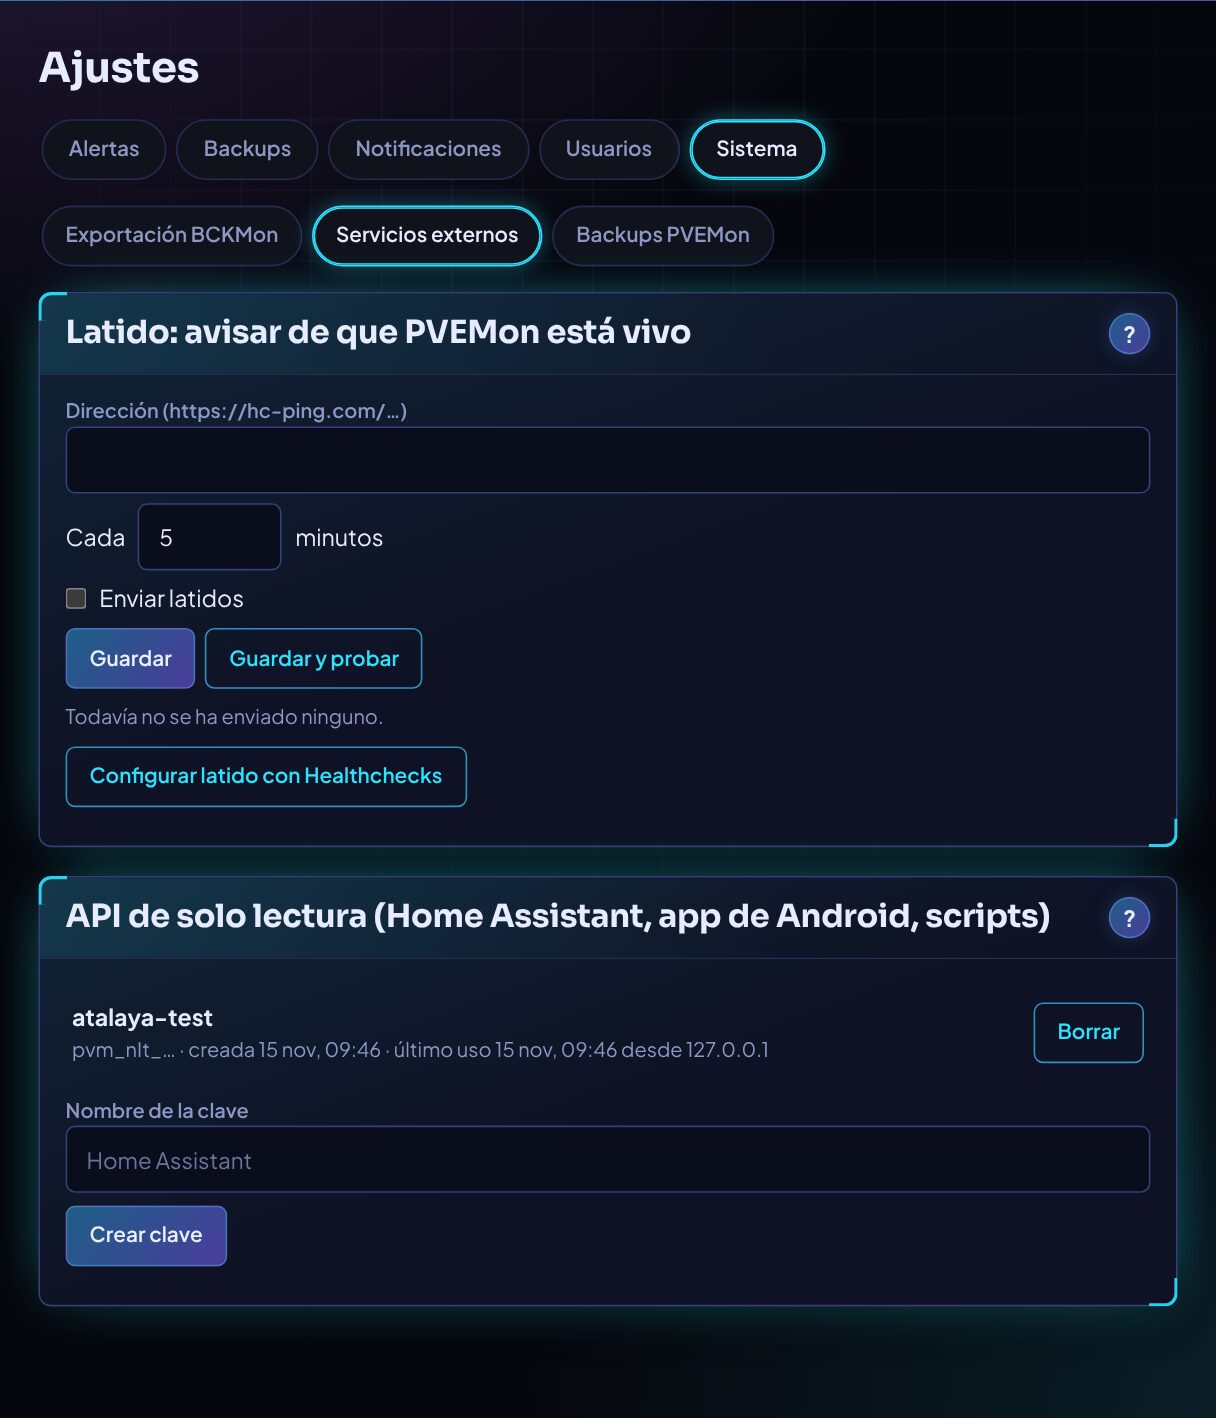 Ajustes
Alertas Backups Notificaciones Usuarios Sistema
Exportación BCKMon Servicios externos Backups PVEMon
Latido: avisar de que PVEMon está vivo ?
Dirección (https://hc-ping.com/…)
Cada 5 minutos
Enviar latidos
Guardar Guardar y probar
Todavía no se ha enviado ninguno.
Configurar latido con Healthchecks
API de solo lectura (Home Assistant, app de Android, scripts) ?
atalaya-test
pvm_nlt_… · creada 15 nov, 09:46 · último uso 15 nov, 09:46 desde 127.0.0.1
Borrar
Nombre de la clave
Home Assistant
Crear clave